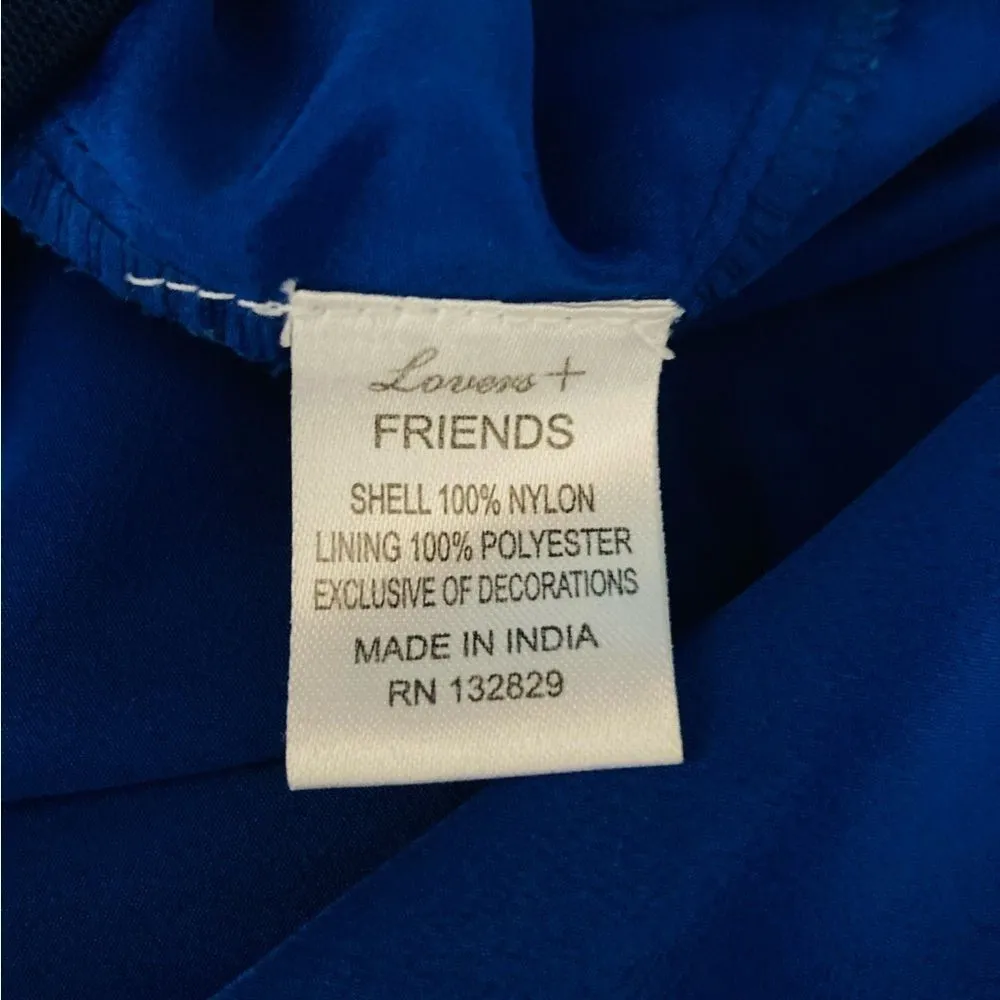 Lovers +
FRIENDS
SHELL 100% NYLON
LINING 100% POLYESTER
EXCLUSIVE OF DECORATIONS
MADE IN INDIA
RN 132829